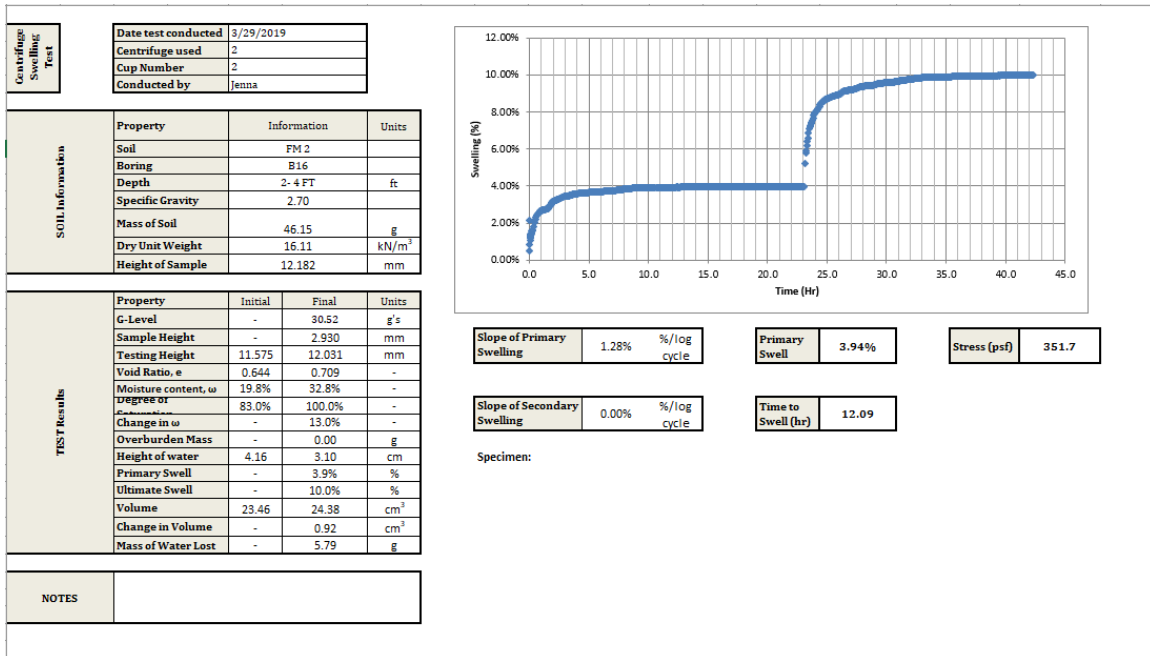 Centrifuge
Swelling
Test
Date test conducted 3/29/2019
Centrifuge used 2
Cup Number 2
Conducted by Jenna
SOIL Information
Property Information Units
Soil FM 2
Boring B16
Depth 2- 4 FT ft
Specific Gravity 2.70
Mass of Soil 46.15 g
Dry Unit Weight 16.11 kN/m³
Height of Sample 12.182 mm
TEST Results
Property Initial Final Units
G-Level - 30.52 g's
Sample Height - 2.930 mm
Testing Height 11.575 12.031 mm
Void Ratio, e 0.644 0.709 -
Moisture content, ω 19.8% 32.8% -
Degree of 83.0% 100.0% -
Change in ω - 13.0% -
Overburden Mass - 0.00 g
Height of water 4.16 3.10 cm
Primary Swell - 3.9% %
Ultimate Swell - 10.0% %
Volume 23.46 24.38 cm³
Change in Volume - 0.92 cm³
Mass of Water Lost - 5.79 g
NOTES
Swelling (%)
12.00%
10.00%
8.00%
6.00%
4.00%
2.00%
0.00%
0.0 5.0 10.0 15.0 20.0 25.0 30.0 35.0 40.0 45.0
Time (Hr)
Slope of Primary
Swelling 1.28% %/log
cycle
Primary
Swell 3.94%
Stress (psf) 351.7
Slope of Secondary
Swelling 0.00% %/log
cycle
Time to
Swell (hr) 12.09
Specimen: